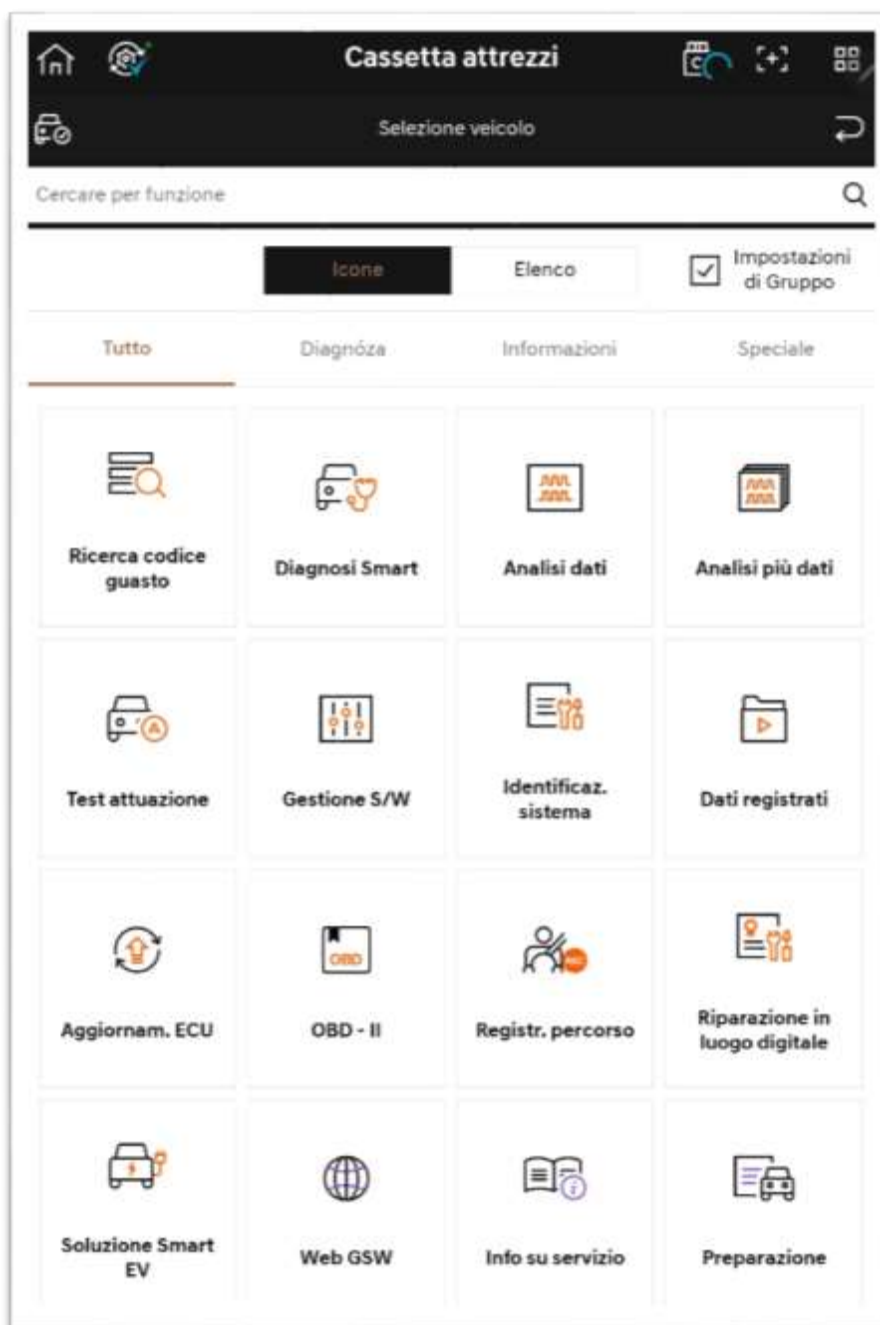 Cassetta attrezzi
Selezione veicolo
Cercare per funzione
Icone
Elenco
Impostazioni
di Gruppo
Tutto
Diagnóza
Informazioni
Speciale
Ricerca codice
guasto
Diagnosi Smart
Analisi dati
Analisi più dati
Test attuazione
Gestione S/W
Identificaz.
sistema
Dati registrati
Aggiornam. ECU
OBD
OBD - II
Registr. percorso
Riparazione in
luogo digitale
Soluzione Smart
EV
Web GSW
Info su servizio
Preparazione